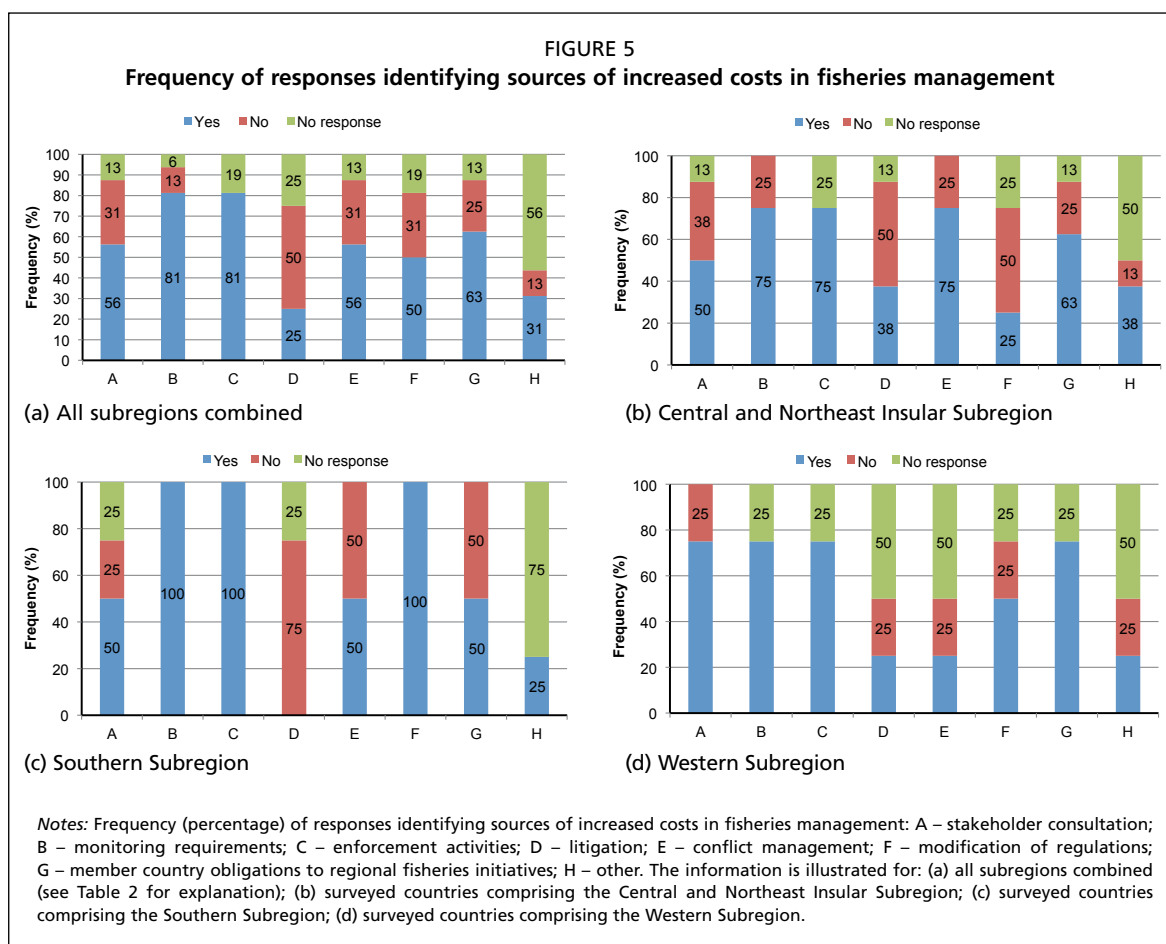 FIGURE 5
Frequency of responses identifying sources of increased costs in fisheries management
Yes No No response
Frequency (%)
100
90
80
70
60
50
40
30
20
10
0
13 6 19 25 13 19 13 56
31 13 50 31 31 25 13
56 81 81 25 56 50 63 31
A B C D E F G H
(a) All subregions combined
Yes No No response
Frequency (%)
100
80
60
40
20
0
13 25 25 13 25 25 13 50
38 50 50 25 13
50 75 75 38 75 25 63 38
A B C D E F G H
(b) Central and Northeast Insular Subregion
Yes No No response
Frequency (%)
100
80
60
40
20
0
25 25 75
25 75 50 50
50 100 100 50 100 50 25
A B C D E F G H
(c) Southern Subregion
Yes No No response
Frequency (%)
100
80
60
40
20
0
25 25 25 50 50 25 25 50
25 25 25 25
A B C D E F G H
(d) Western Subregion
Notes: Frequency (percentage) of responses identifying sources of increased costs in fisheries management: A – stakeholder consultation;
B – monitoring requirements; C – enforcement activities; D – litigation; E – conflict management; F – modification of regulations;
G – member country obligations to regional fisheries initiatives; H – other. The information is illustrated for: (a) all subregions combined
(see Table 2 for explanation); (b) surveyed countries comprising the Central and Northeast Insular Subregion; (c) surveyed countries
comprising the Southern Subregion; (d) surveyed countries comprising the Western Subregion.